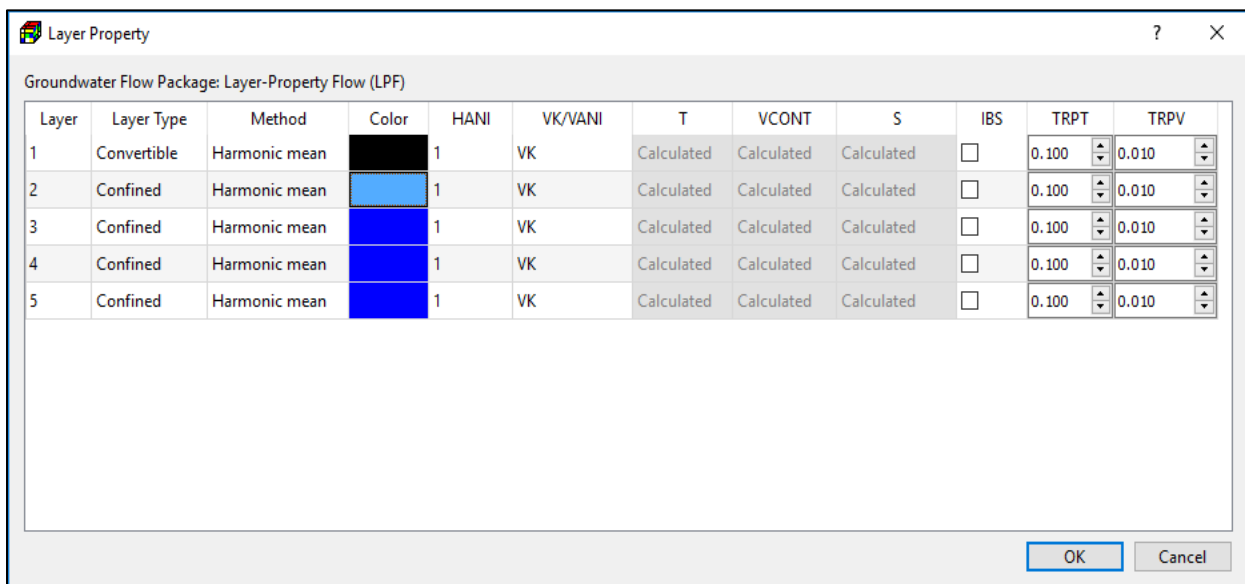 Layer Property ? X
Groundwater Flow Package: Layer-Property Flow (LPF)
Layer Layer Type Method Color HANI VK/VANI T VCONT S IBS TRPT TRPV
1 Convertible Harmonic mean 1 VK Calculated Calculated Calculated 0.100 0.010
2 Confined Harmonic mean 1 VK Calculated Calculated Calculated 0.100 0.010
3 Confined Harmonic mean 1 VK Calculated Calculated Calculated 0.100 0.010
4 Confined Harmonic mean 1 VK Calculated Calculated Calculated 0.100 0.010
5 Confined Harmonic mean 1 VK Calculated Calculated Calculated 0.100 0.010
OK Cancel